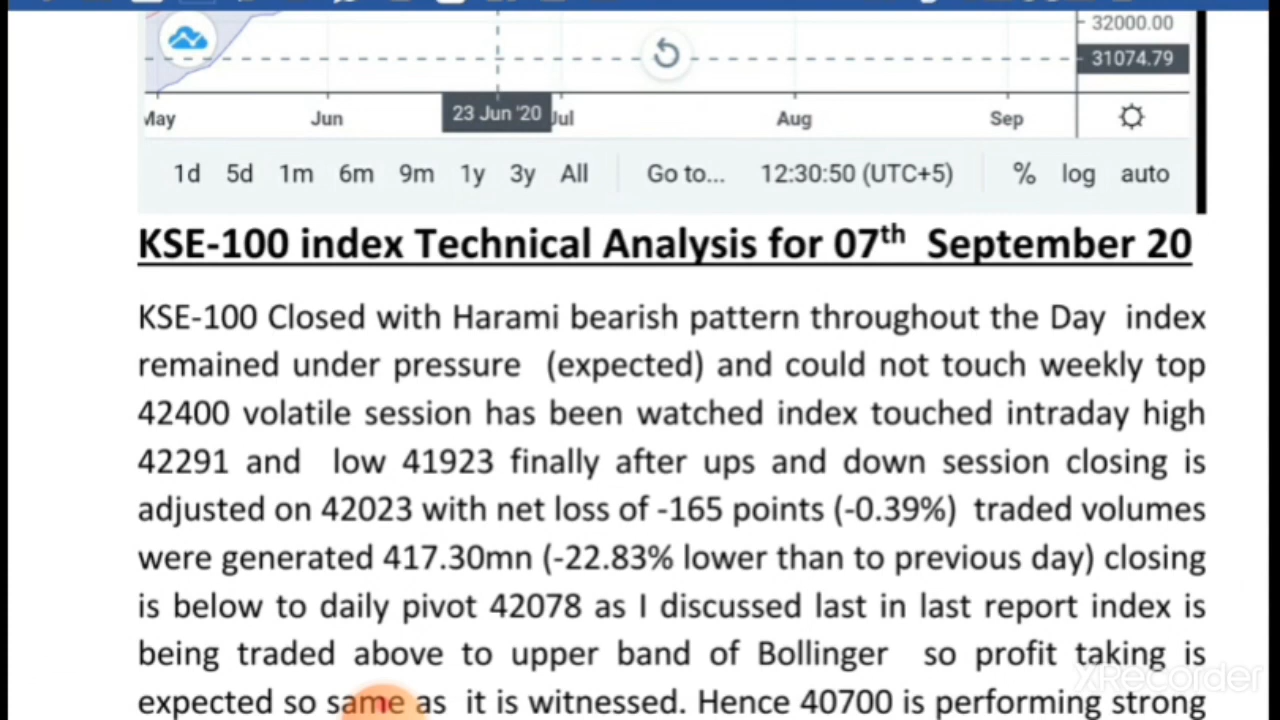 32000.00
31074.79
May Jun 23 Jun '20 Jul Aug Sep
1d 5d 1m 6m 9m 1y 3y All Go to... 12:30:50 (UTC+5) % log auto
KSE-100 index Technical Analysis for 07th September 20
KSE-100 Closed with Harami bearish pattern throughout the Day index
remained under pressure (expected) and could not touch weekly top
42400 volatile session has been watched index touched intraday high
42291 and low 41923 finally after ups and down session closing is
adjusted on 42023 with net loss of -165 points (-0.39%) traded volumes
were generated 417.30mn (-22.83% lower than to previous day) closing
is below to daily pivot 42078 as I discussed last in last report index is
being traded above to upper band of Bollinger so profit taking is
expected so same as it is witnessed. Hence 40700 is performing strong
XRecorder